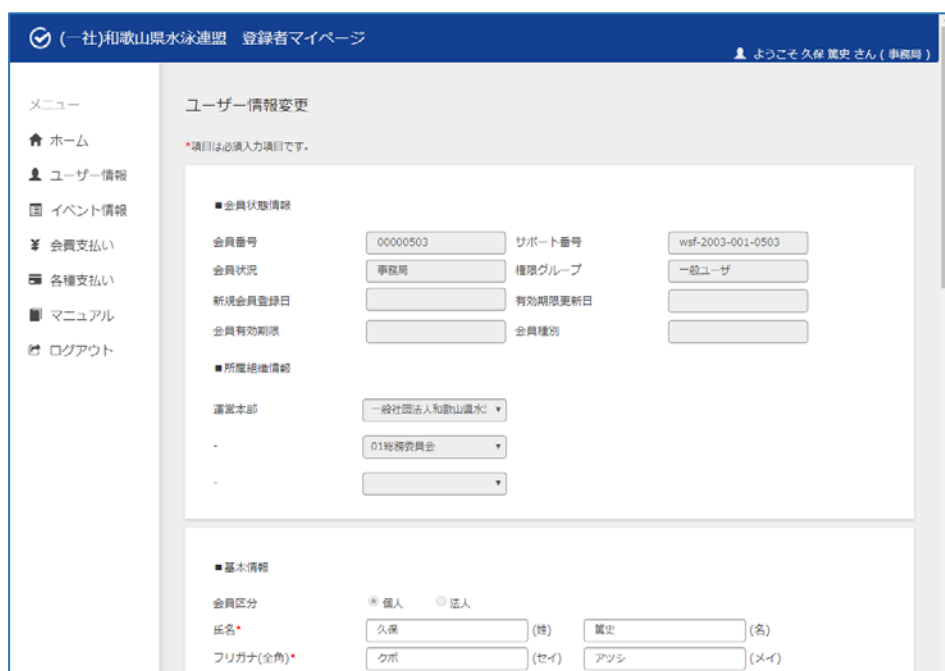 (一社)和歌山県水泳連盟 登録者マイページ
ようこそ 久保 篤史 さん ( 事務局 )
メニュー
ホーム
ユーザー情報
イベント情報
¥ 会費支払い
各種支払い
マニュアル
ログアウト
ユーザー情報変更
*項目は必須入力項目です。
■会員状態情報
会員番号 00000503 サポート番号 wsf-2003-001-0503
会員状況 事務局 権限グループ 一般ユーザ
新規会員登録日 有効期限更新日
会員有効期限 会員種別
■所属組織情報
運営本部 一般社団法人和歌山県水
- 01総務委員会
-
■基本情報
会員区分 個人 法人
氏名* 久保 (姓) 篤史 (名)
フリガナ(全角)* クボ (セイ) アツシ (メイ)